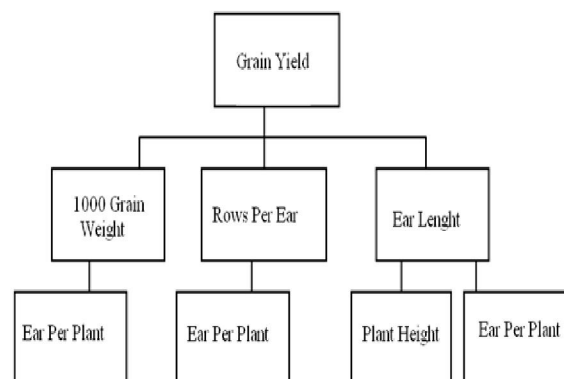 Grain Yield
1000 Grain
Weight
Rows Per Ear
Ear Lenght
Ear Per Plant
Ear Per Plant
Plant Height
Ear Per Plant